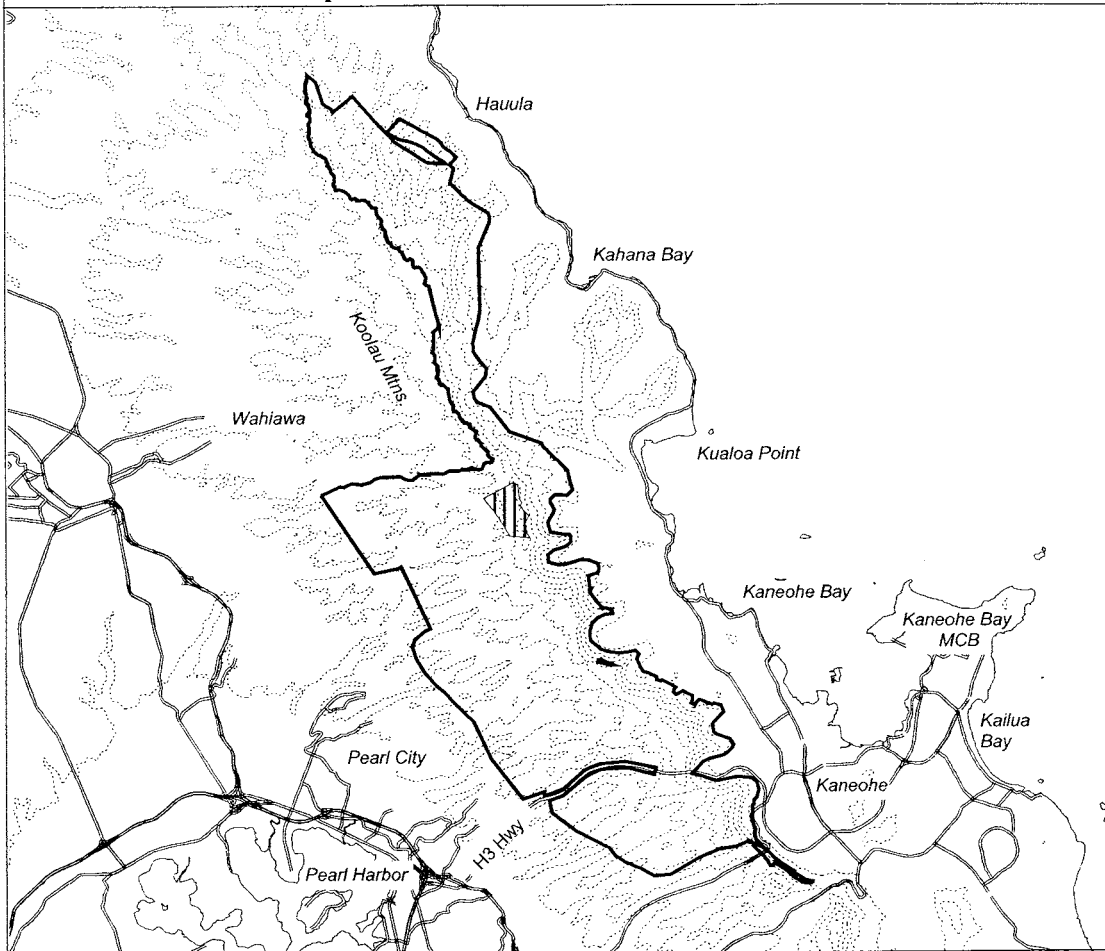 Hauula
Kahana Bay
Koolau Mtns.
Wahiawa
Kualoa Point
Kaneohe Bay
Kaneohe Bay
MCB
Kailua
Bay
Pearl City
Kaneohe
H3 Hwy
Pearl Harbor